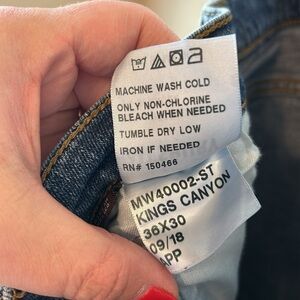 MACHINE WASH COLD
ONLY NON-CHLORINE
BLEACH WHEN NEEDED
TUMBLE DRY LOW
IRON IF NEEDED
RN# 150466
MW40002-ST
KINGS CANYON
36X30
09/18
APP